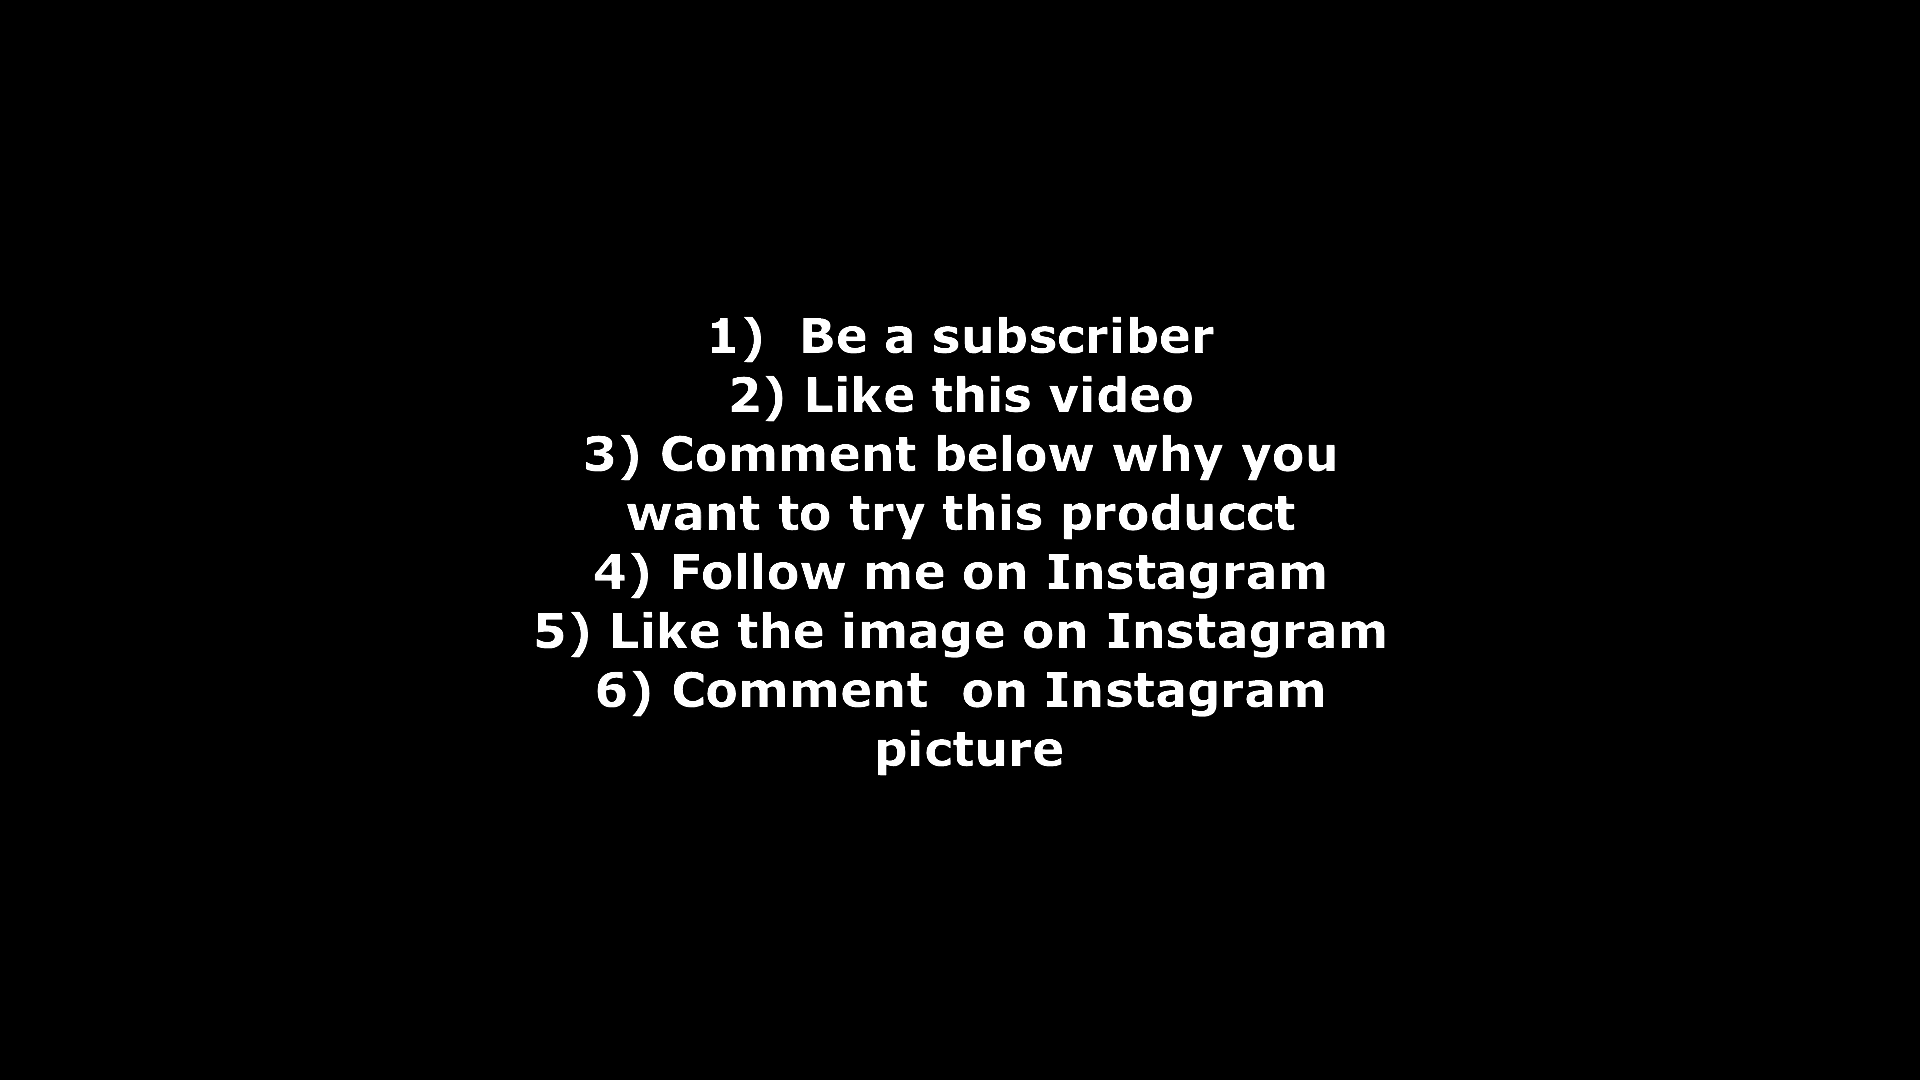 1)  Be a subscriber
2) Like this video
3) Comment below why you
want to try this producct
4) Follow me on Instagram
5) Like the image on Instagram
6) Comment  on Instagram
picture